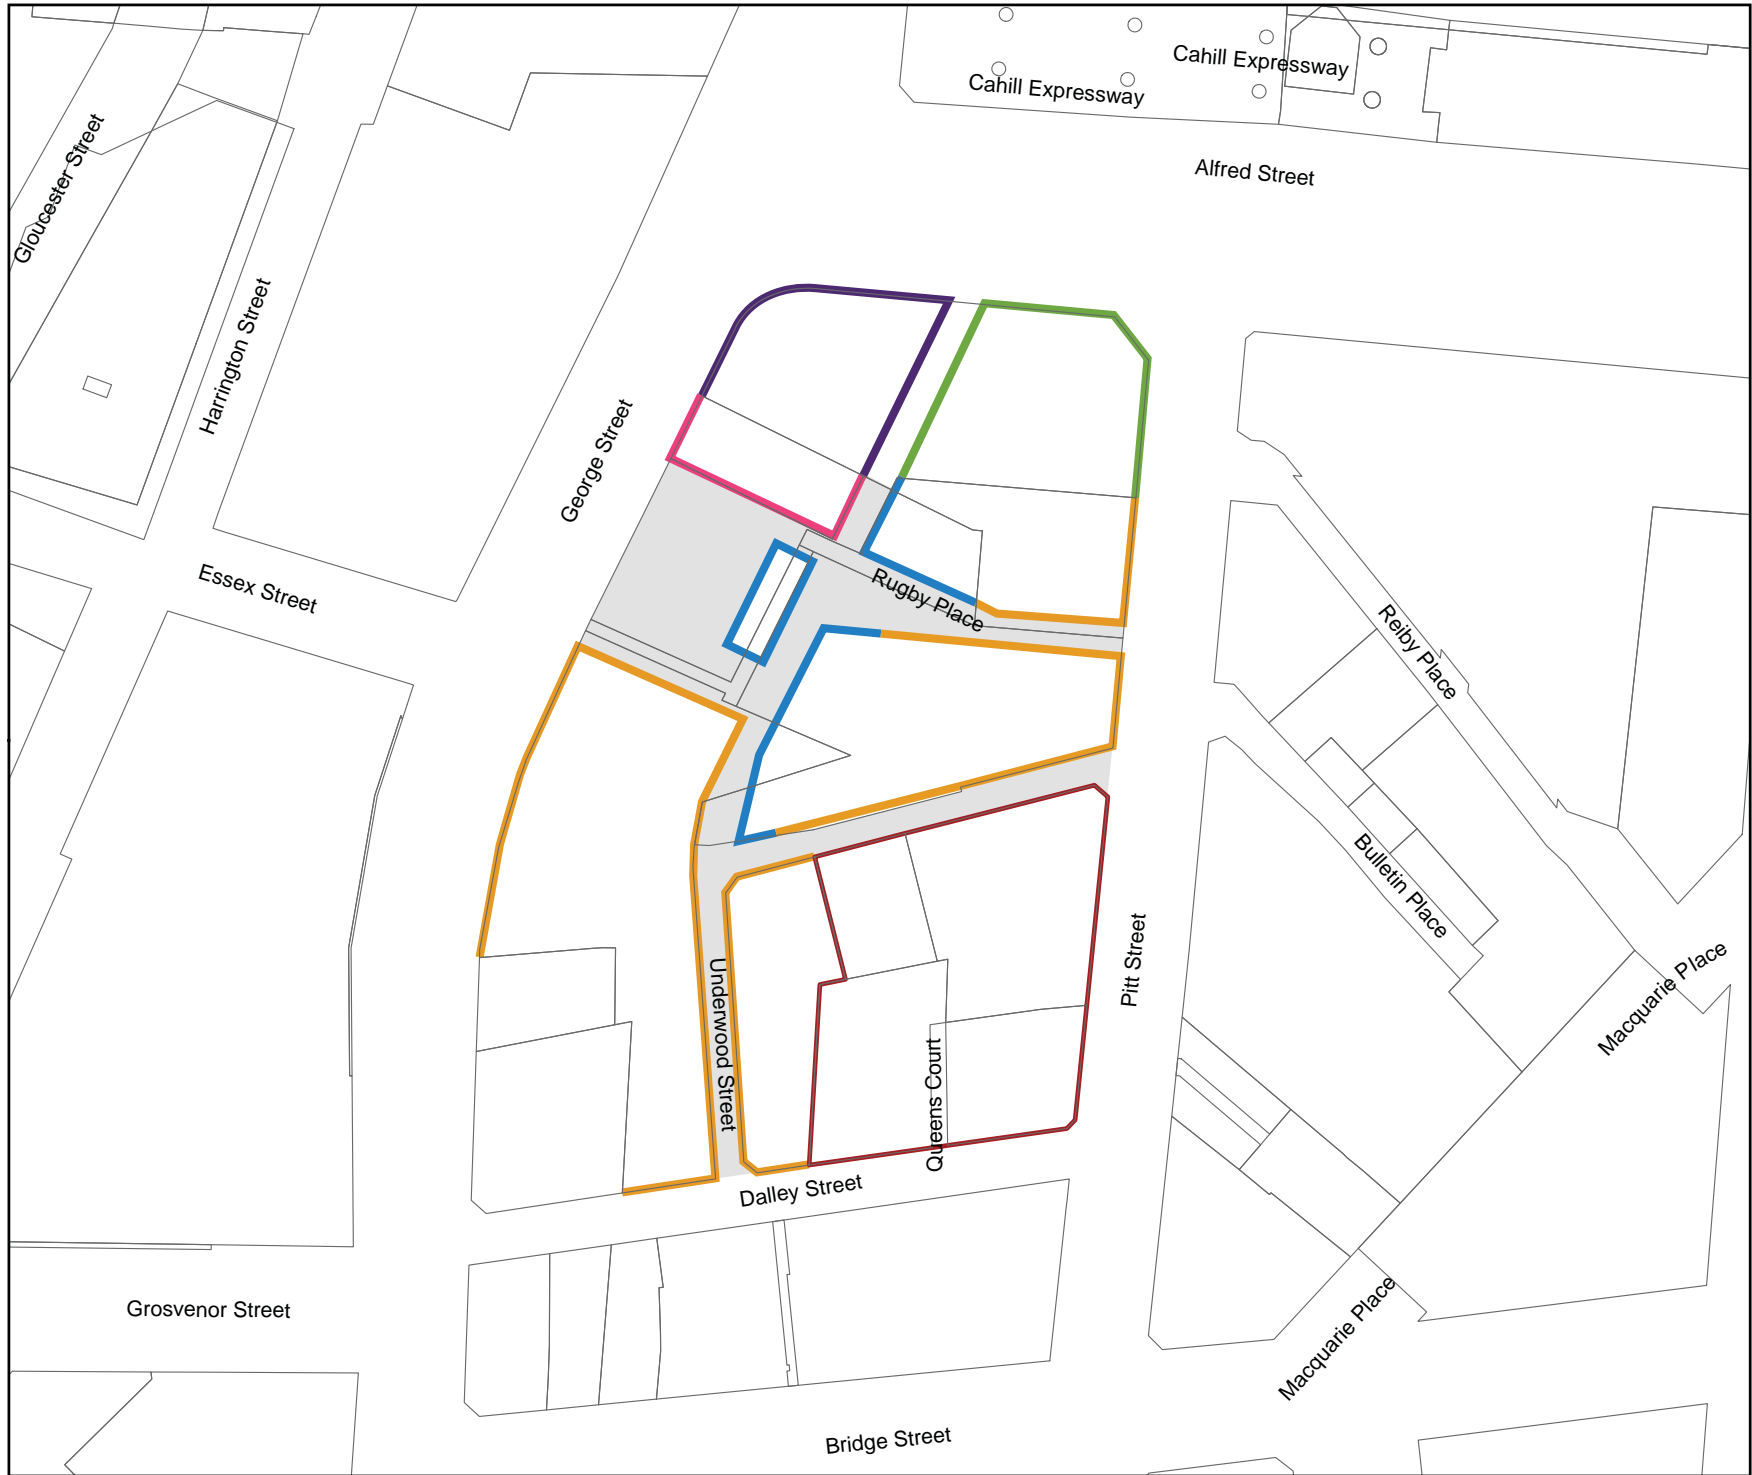 Cahill Expressway
Cahill Expressway
Alfred Street
Gloucester Street
Harrington Street
George Street
Essex Street
Rugby Place
Reiby Place
Bulletin Place
Pitt Street
Macquarie Place
Underwood Street
Queens Court
Dalley Street
Grosvenor Street
Macquarie Place
Bridge Street